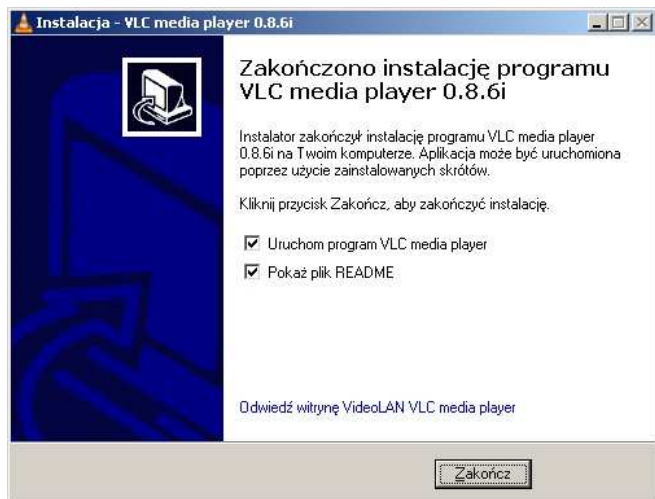 Instalacja - VLC media player 0.8.6i
Zakończono instalację programu
VLC media player 0.8.6i
Instalator zakończył instalację programu VLC media player
0.8.6i na Twoim komputerze. Aplikacja może być uruchomiona
poprzez użycie zainstalowanych skrótów.
Kliknij przycisk Zakończ, aby zakończyć instalację.
Uruchom program VLC media player
Pokaż plik README
Odwiedź witrynę VideoLAN VLC media player
Zakończ